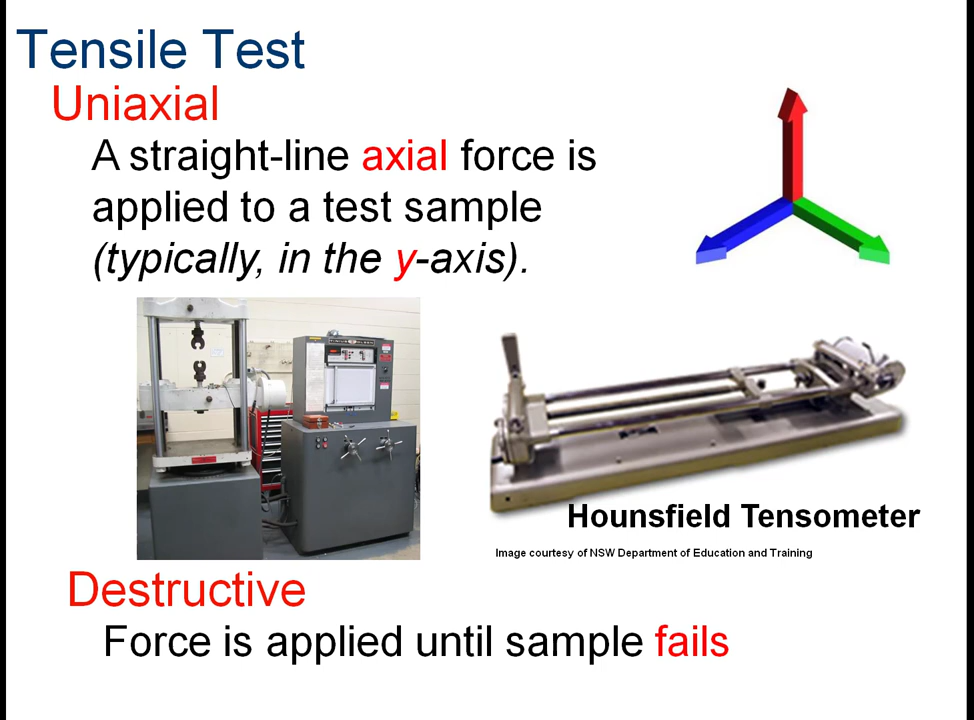 Tensile Test
Uniaxial
A straight-line axial force is
applied to a test sample
(typically, in the y-axis).
Hounsfield Tensometer
Image courtesy of NSW Department of Education and Training
Destructive
Force is applied until sample fails